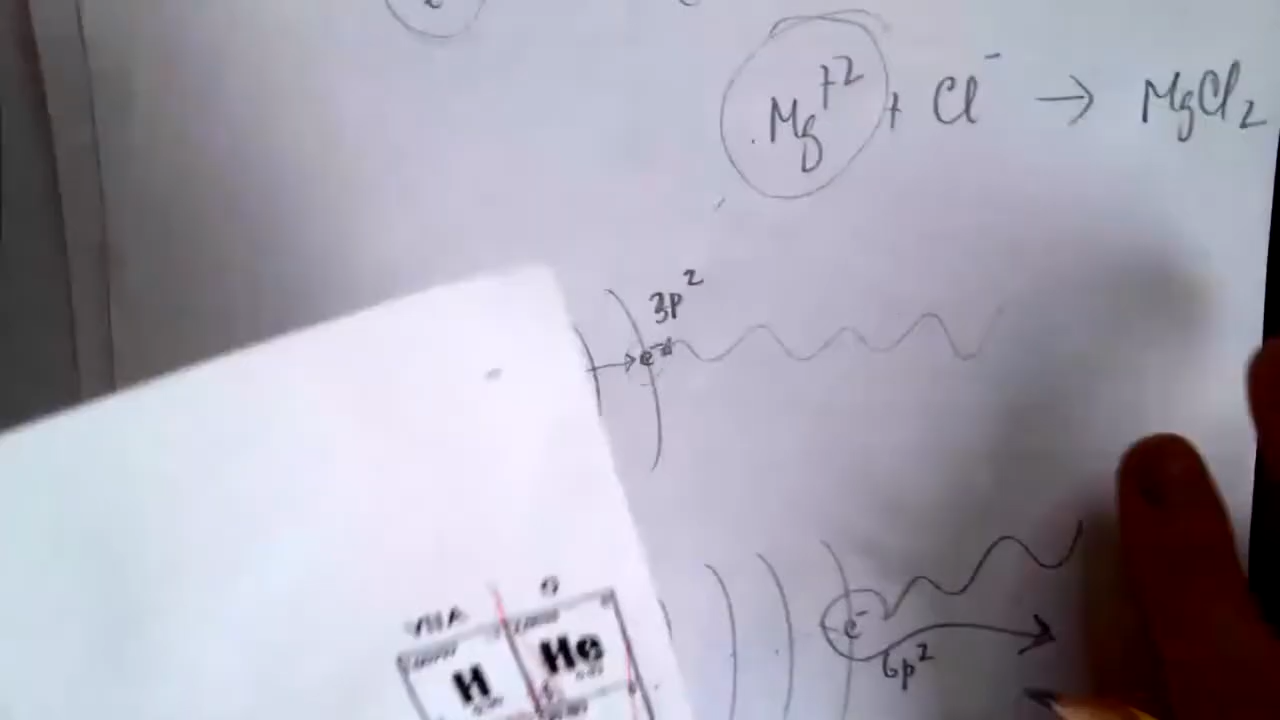 Mg+2 + Cl- → MgCl2
3p2
e-
e-
6p2
VIIA O
H He